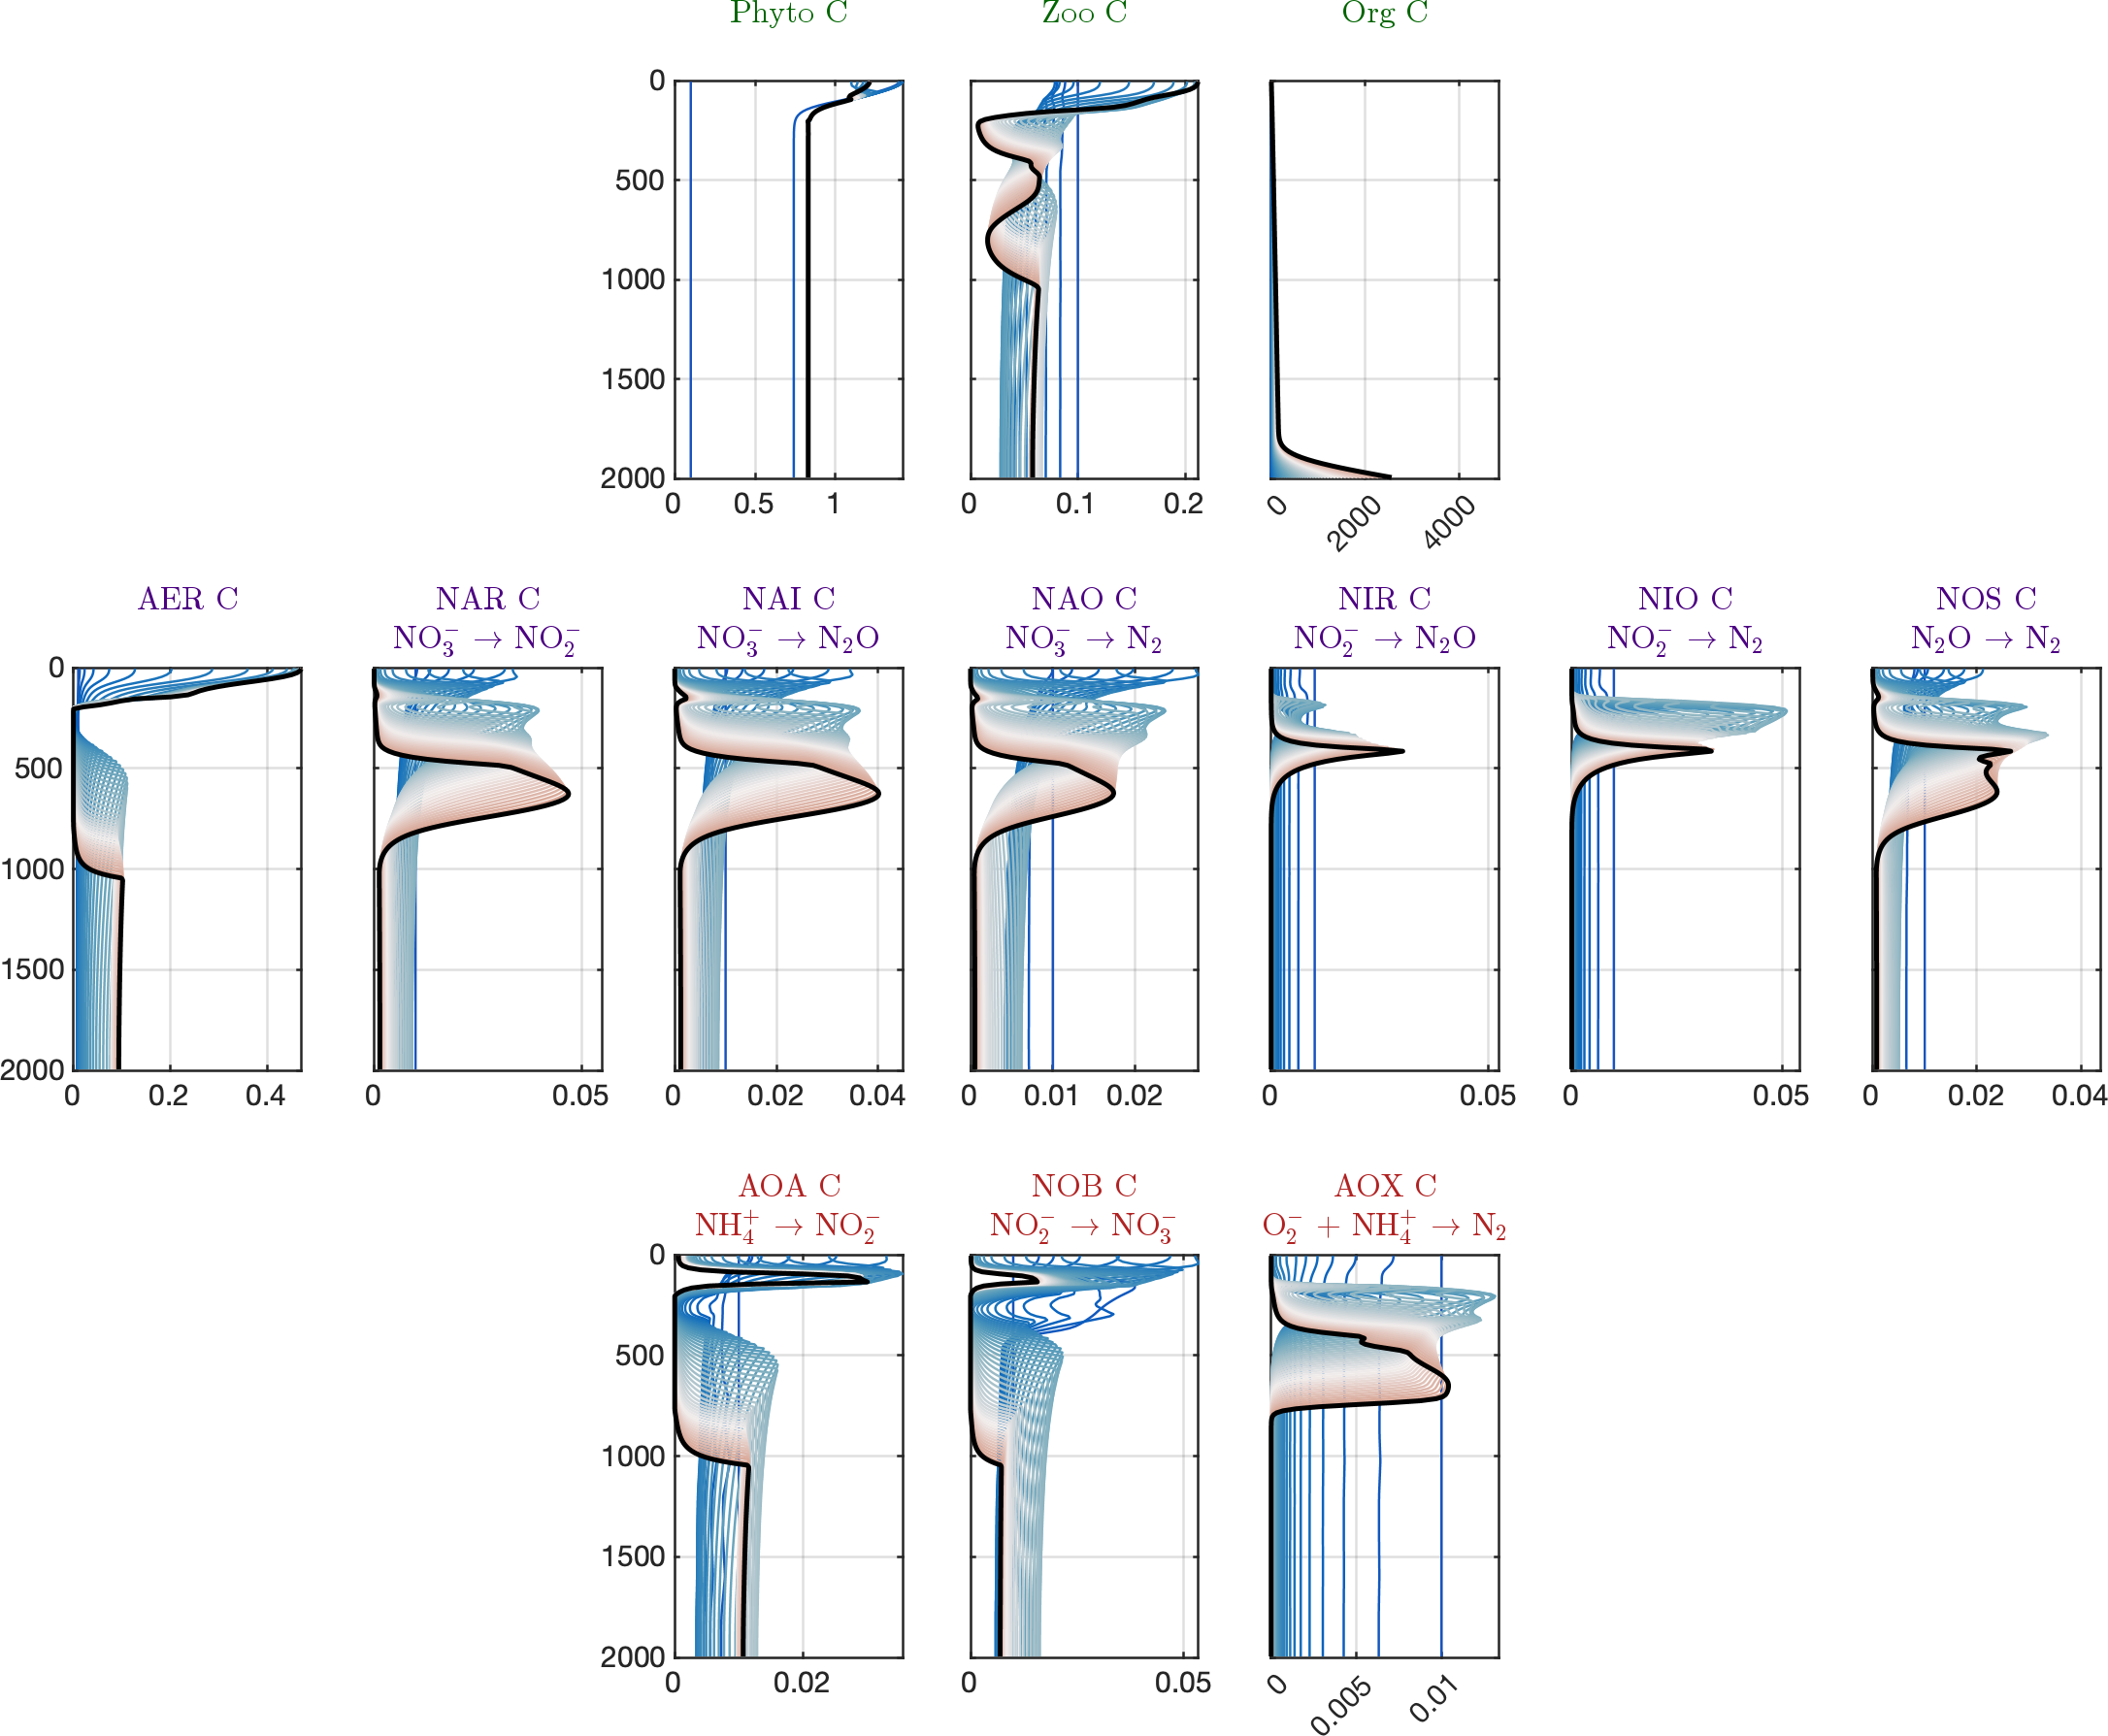 Phyto C Zoo C Org C
0
500
1000
1500
2000
0 0.5 1 0 0.1 0.2 0 2000 4000
AER C NAR C NAI C NAO C NIR C NIO C NOS C
NO₃⁻ → NO₂⁻ NO₃⁻ → N₂O NO₃⁻ → N₂ NO₂⁻ → N₂O NO₂⁻ → N₂ N₂O → N₂
0
500
1000
1500
2000
0 0.2 0.4 0 0.05 0 0.02 0.04 0 0.01 0.02 0 0.05 0 0.05 0 0.02 0.04
AOA C NOB C AOX C
NH₄⁺ → NO₂⁻ NO₂⁻ → NO₃⁻ O₂⁻ + NH₄⁺ → N₂
0
500
1000
1500
2000
0 0.02 0 0.05 0 0.005 0.01